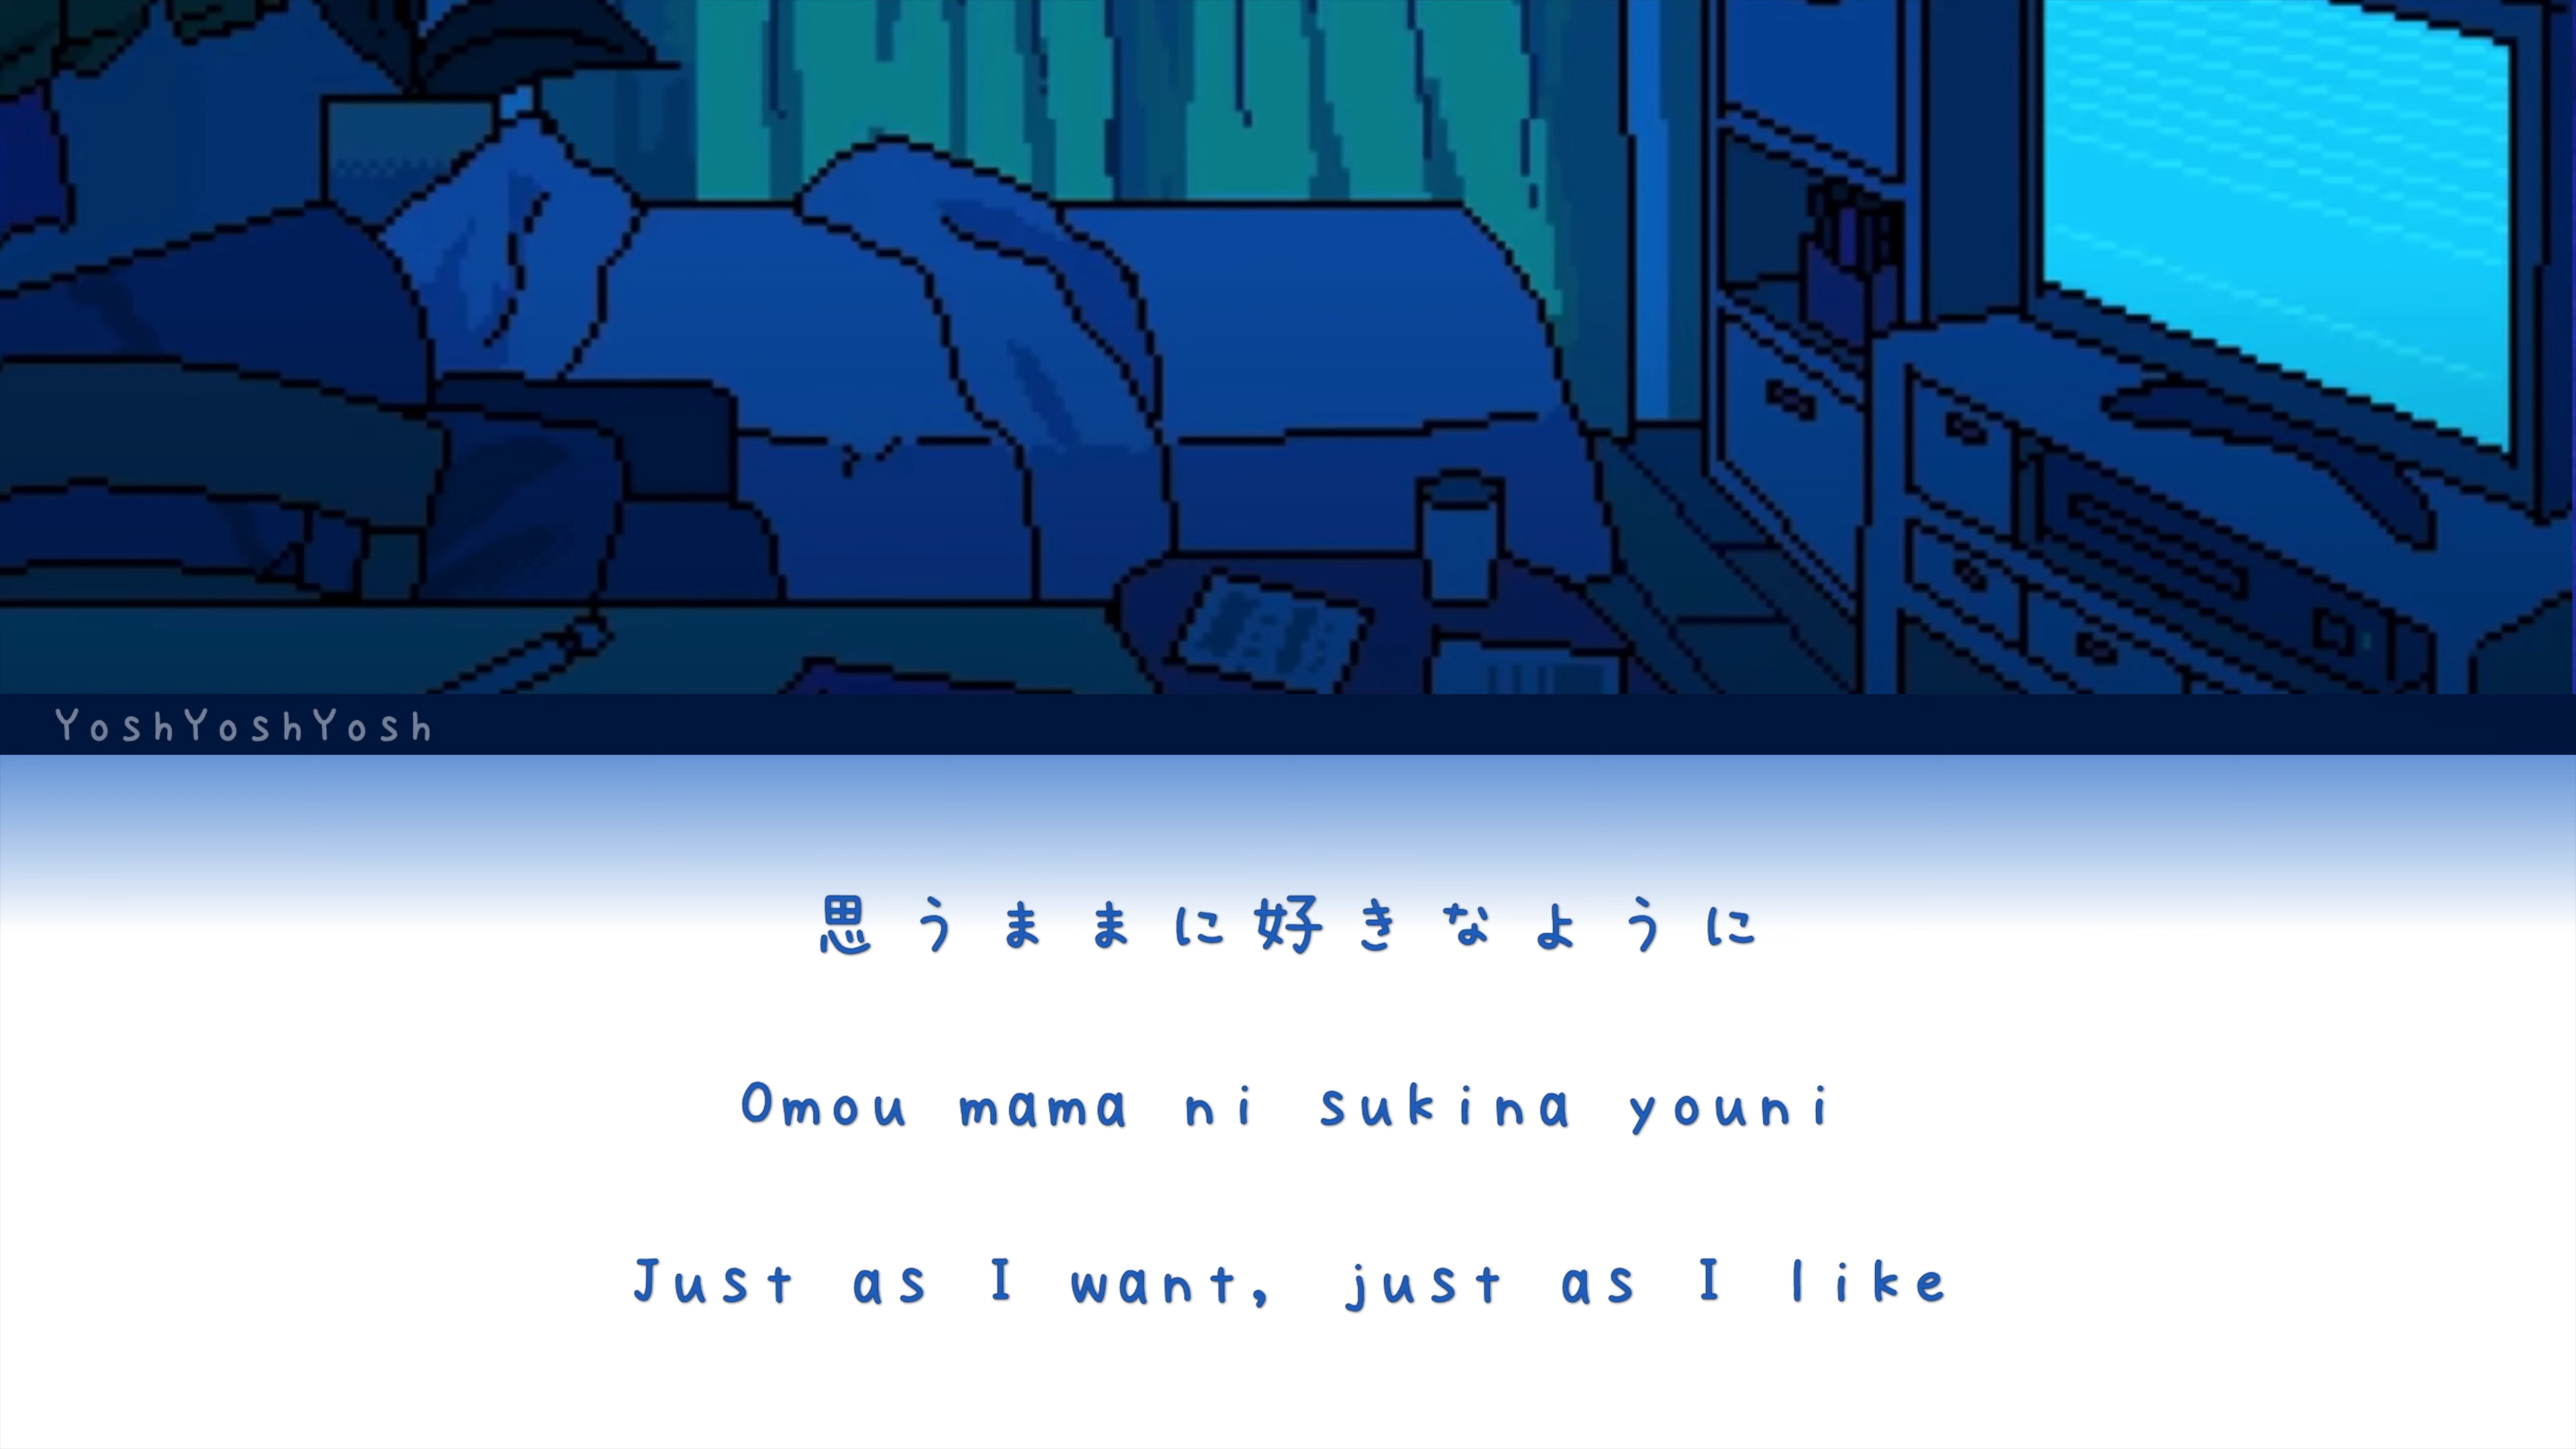 YoshYoshYosh
思うままに好きなように
Omou mama ni sukina youni
Just as I want, just as I like